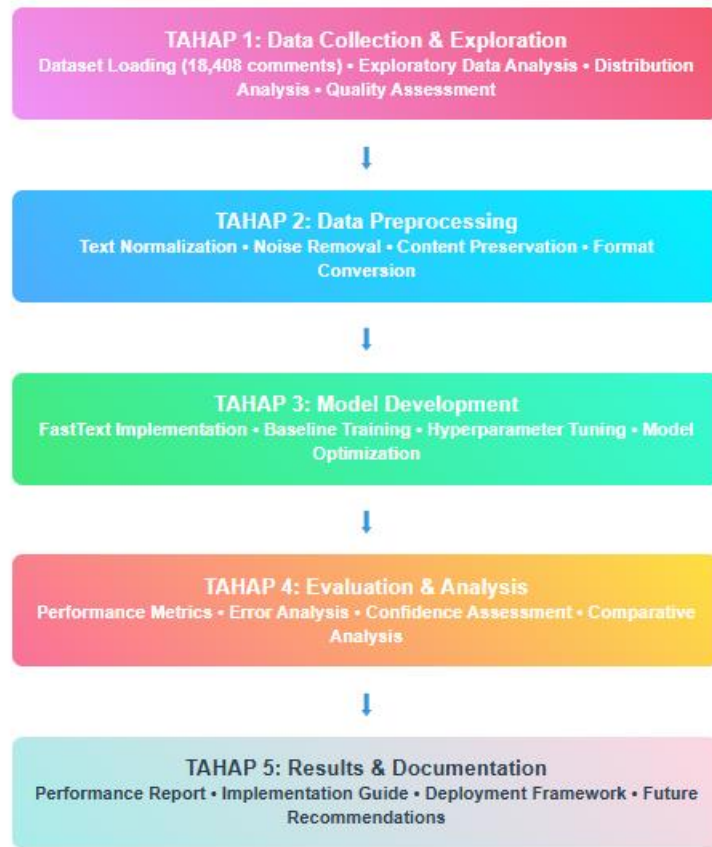 TAHAP 1: Data Collection & Exploration
Dataset Loading (18,408 comments) • Exploratory Data Analysis • Distribution
Analysis • Quality Assessment
TAHAP 2: Data Preprocessing
Text Normalization • Noise Removal • Content Preservation • Format
Conversion
TAHAP 3: Model Development
FastText Implementation • Baseline Training • Hyperparameter Tuning • Model
Optimization
TAHAP 4: Evaluation & Analysis
Performance Metrics • Error Analysis • Confidence Assessment • Comparative
Analysis
TAHAP 5: Results & Documentation
Performance Report • Implementation Guide • Deployment Framework • Future
Recommendations